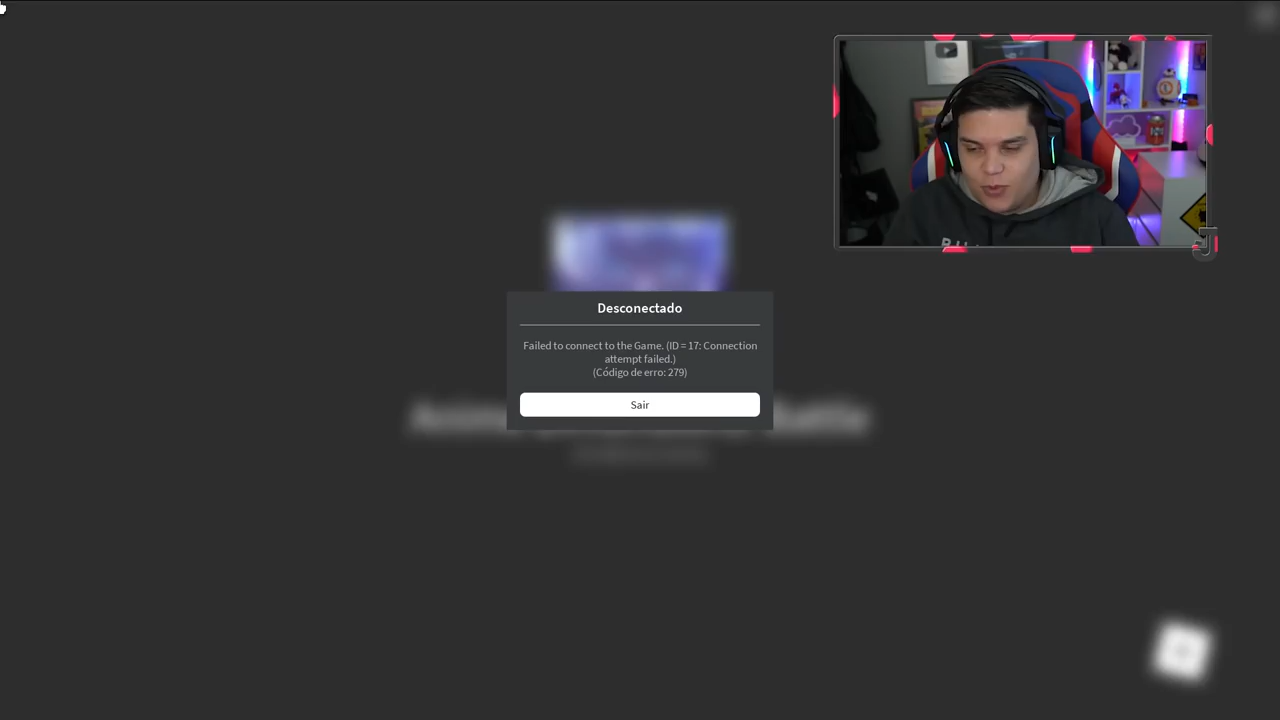 Desconectado
Failed to connect to the Game. (ID = 17: Connection
attempt failed.)
(Código de erro: 279)
Sair